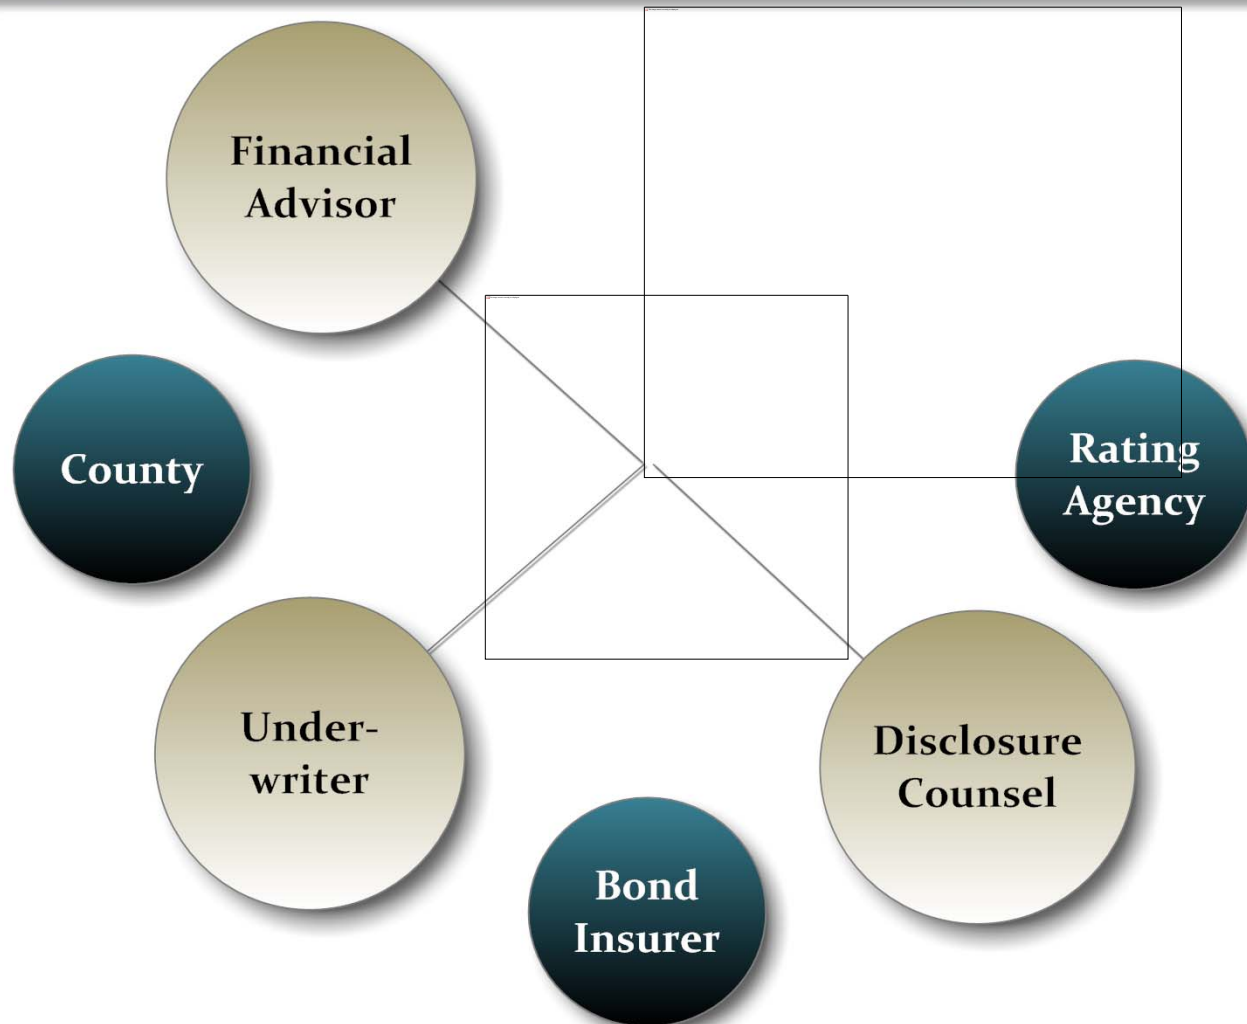 Financial
Advisor
County
Rating
Agency
Under-
writer
Disclosure
Counsel
Bond
Insurer